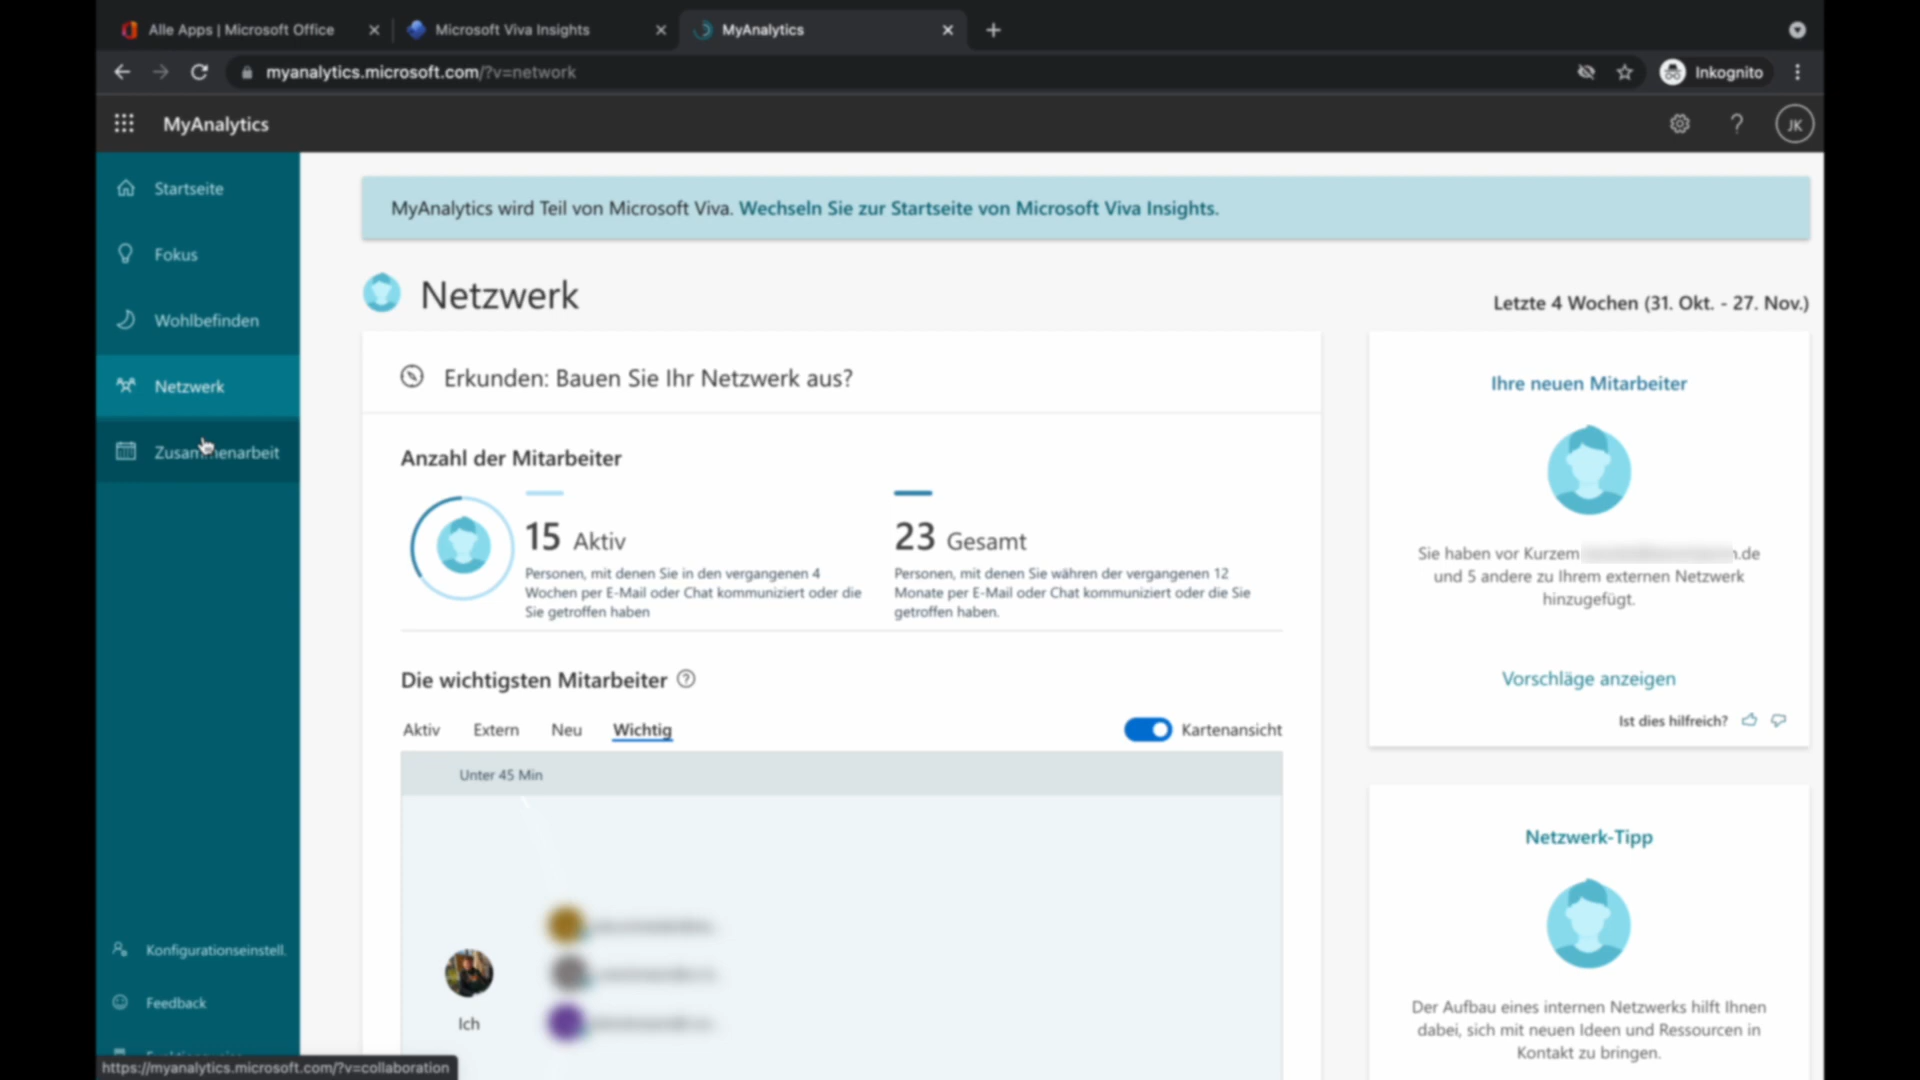 Alle Apps | Microsoft Office
Microsoft Viva Insights
MyAnalytics
myanalytics.microsoft.com/?v=network
Inkognito
MyAnalytics
JK
Startseite
Fokus
Wohlbefinden
Netzwerk
Zusammenarbeit
MyAnalytics wird Teil von Microsoft Viva. Wechseln Sie zur Startseite von Microsoft Viva Insights.
Netzwerk
Letzte 4 Wochen (31. Okt. - 27. Nov.)
Erkunden: Bauen Sie Ihr Netzwerk aus?
Anzahl der Mitarbeiter
15 Aktiv
Personen, mit denen Sie in den vergangenen 4
Wochen per E-Mail oder Chat kommuniziert oder die
Sie getroffen haben
23 Gesamt
Personen, mit denen Sie währen der vergangenen 12
Monate per E-Mail oder Chat kommuniziert oder die Sie
getroffen haben.
Die wichtigsten Mitarbeiter
Aktiv Extern Neu Wichtig
Kartenansicht
Unter 45 Min
Ich
Ihre neuen Mitarbeiter
Sie haben vor Kurzem .de
und 5 andere zu Ihrem externen Netzwerk
hinzugefügt.
Vorschläge anzeigen
Ist dies hilfreich?
Netzwerk-Tipp
Der Aufbau eines internen Netzwerks hilft Ihnen
dabei, sich mit neuen Ideen und Ressourcen in
Kontakt zu bringen.
Konfigurationseinstell.
Feedback
https://myanalytics.microsoft.com/?v=collaboration